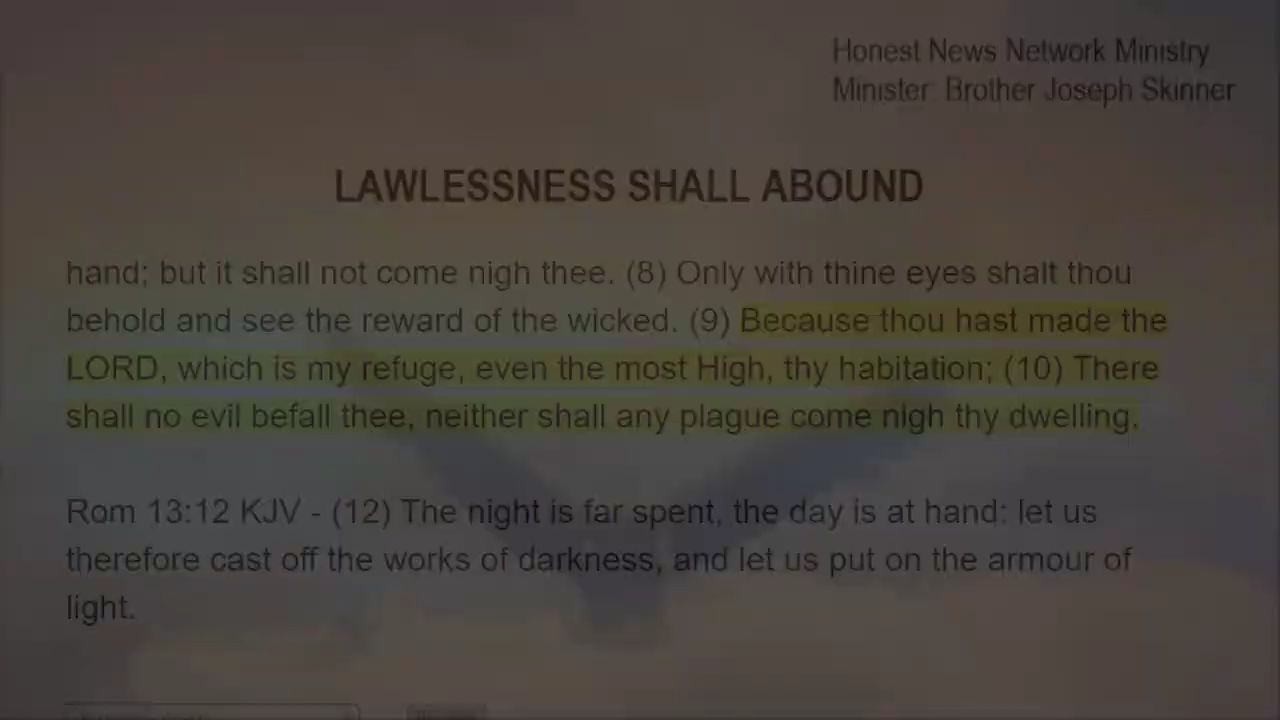 Honest News Network Ministry
Minister: Brother Joseph Skinner
LAWLESSNESS SHALL ABOUND
hand; but it shall not come nigh thee. (8) Only with thine eyes shalt thou
behold and see the reward of the wicked. (9) Because thou hast made the
LORD, which is my refuge, even the most High, thy habitation; (10) There
shall no evil befall thee, neither shall any plague come nigh thy dwelling.
Rom 13:12 KJV - (12) The night is far spent, the day is at hand: let us
therefore cast off the works of darkness, and let us put on the armour of
light.